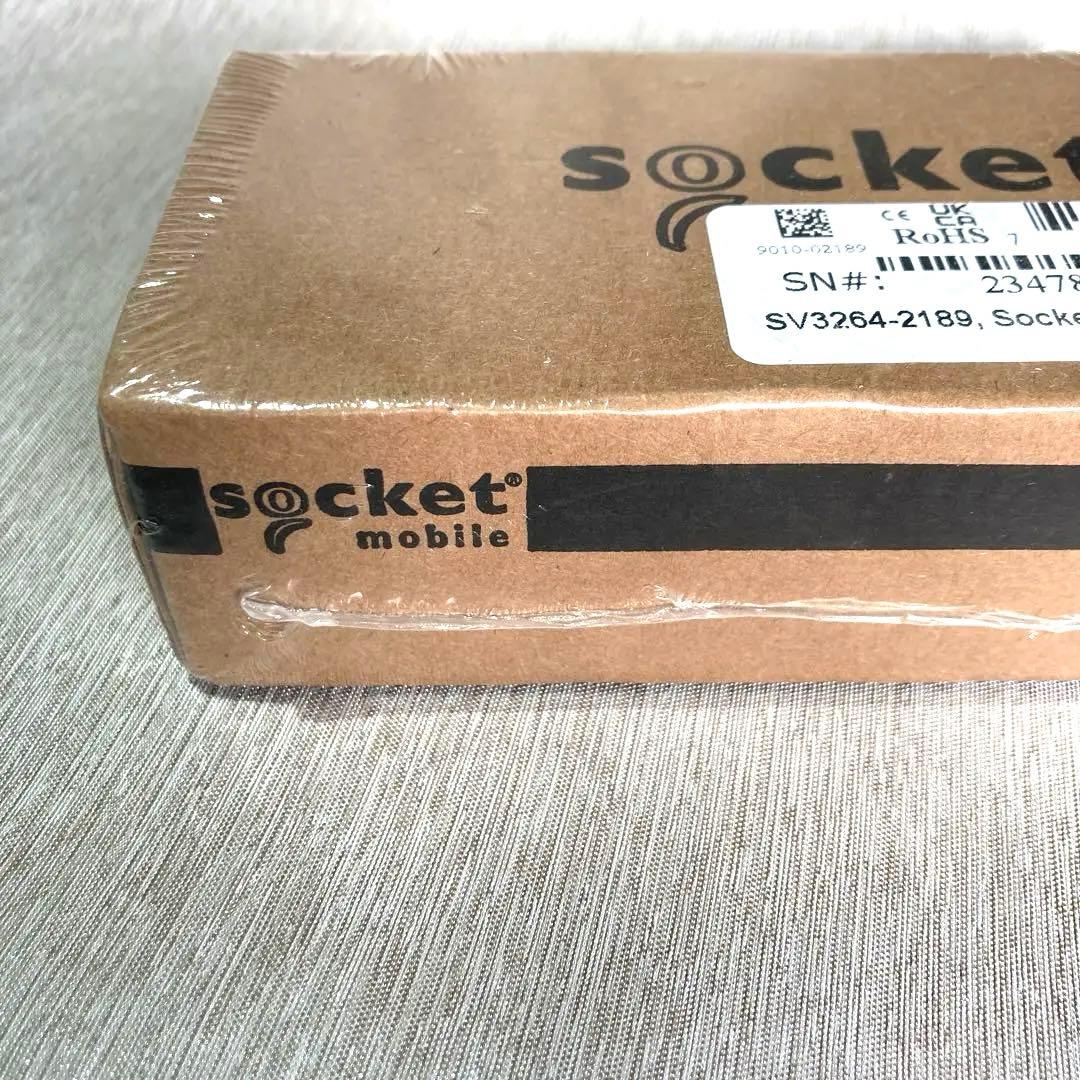 socket
CE UK CA
9010-02189 RoHS 7
SN#: 23478
SV3264-2189, Socke
socket®
mobile